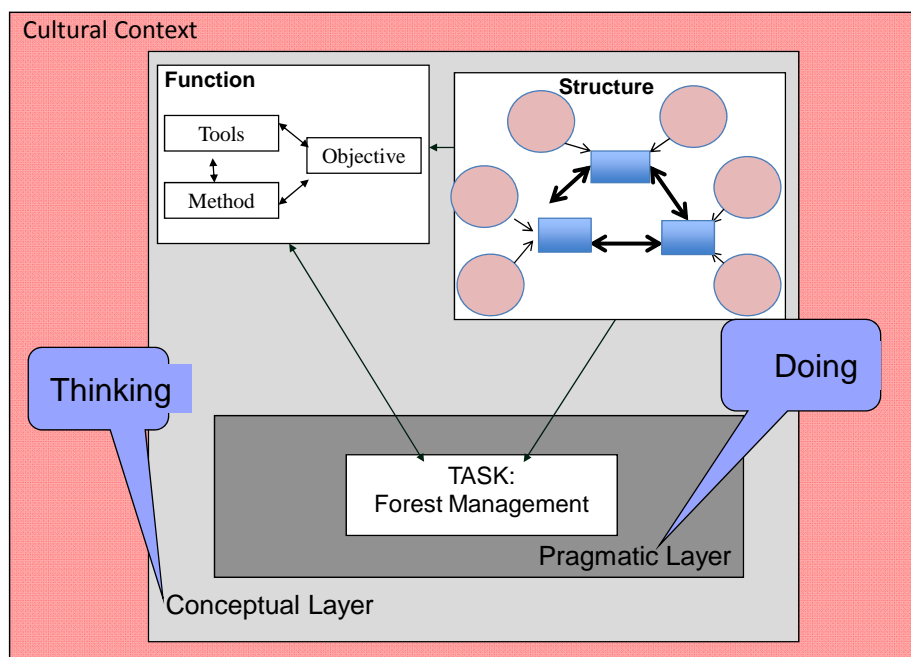 Cultural Context
Function
Structure
Tools
Objective
Method
Thinking
Doing
TASK:
Forest Management
Pragmatic Layer
Conceptual Layer